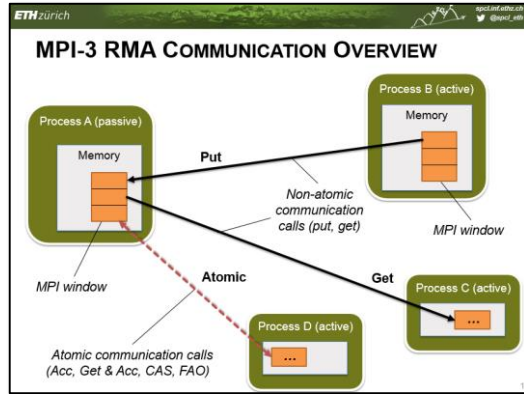 ETH zürich
spcl.inf.ethz.ch
@spcl_eth
MPI-3 RMA COMMUNICATION OVERVIEW
Process A (passive)
Memory
MPI window
Process B (active)
Memory
MPI window
Put
Non-atomic
communication
calls (put, get)
Atomic
Get
Process C (active)
...
Process D (active)
...
Atomic communication calls
(Acc, Get & Acc, CAS, FAO)